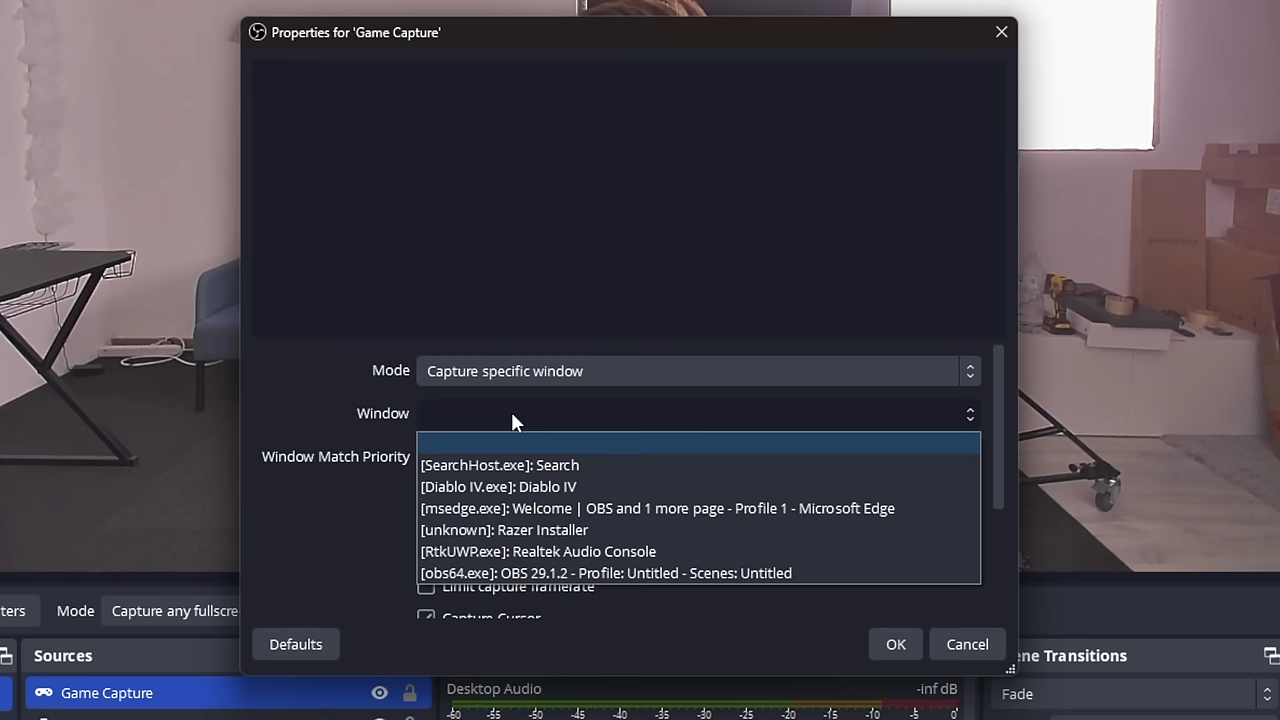 Properties for 'Game Capture'
Mode Capture specific window
Window
Window Match Priority
[SearchHost.exe]: Search
[Diablo IV.exe]: Diablo IV
[msedge.exe]: Welcome | OBS and 1 more page - Profile 1 - Microsoft Edge
[unknown]: Razer Installer
[RtkUWP.exe]: Realtek Audio Console
[obs64.exe]: OBS 29.1.2 - Profile: Untitled - Scenes: Untitled
Limit capture framerate
Capture Cursor
Defaults OK Cancel
ters Mode Capture any fullscre
Sources
Game Capture
Desktop Audio -inf dB
-60 -55 -50 -45 -40 -35 -30 -25 -20 -15 -10 -5 0
ene Transitions
Fade